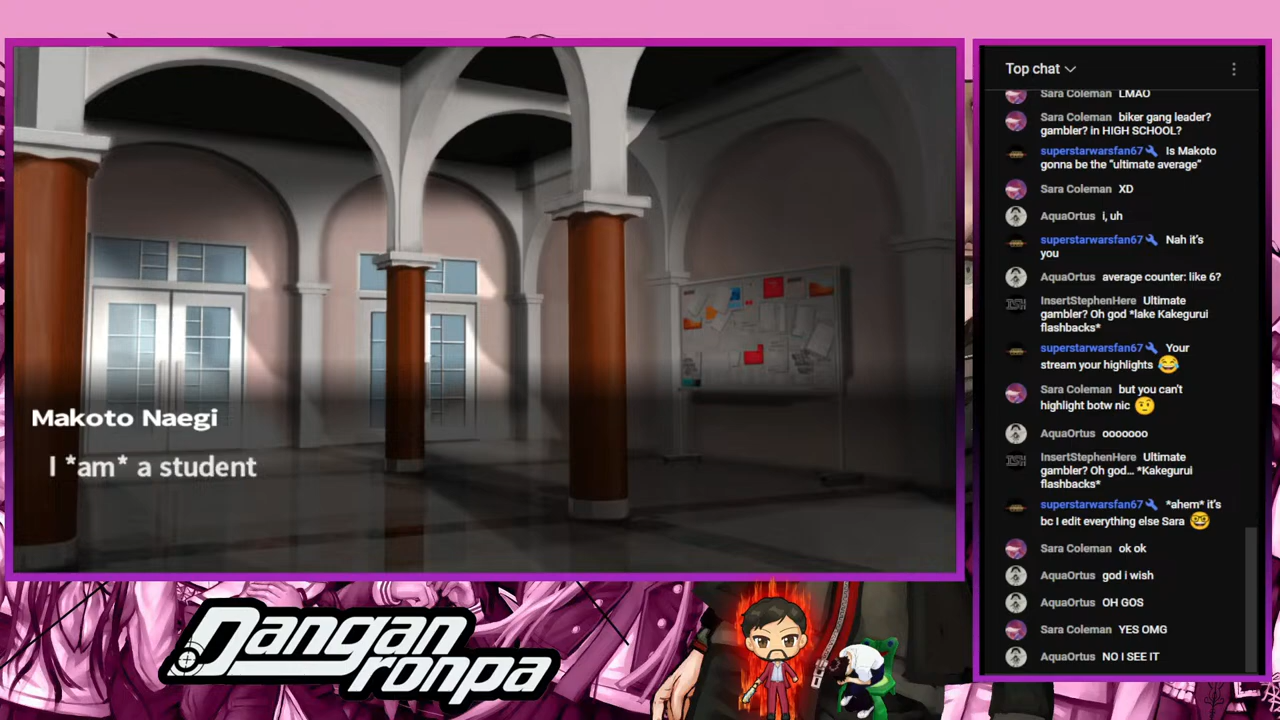 Makoto Naegi
I *am* a student
Dangan
ronpa
Top chat
Sara Coleman LMAO
Sara Coleman biker gang leader?
gambler? in HIGH SCHOOL?
superstarwarsfan67 Is Makoto
gonna be the “ultimate average”
Sara Coleman XD
AquaOrtus i, uh
superstarwarsfan67 Nah it's
you
AquaOrtus average counter: like 6?
InsertStephenHere Ultimate
gambler? Oh god *lake Kakegurui
flashbacks*
superstarwarsfan67 Your
stream your highlights 😂
Sara Coleman but you can't
highlight botw nic 🤨
AquaOrtus ooooooo
InsertStephenHere Ultimate
gambler? Oh god... *Kakegurui
flashbacks*
superstarwarsfan67 *ahem* it's
bc I edit everything else Sara 🤓
Sara Coleman ok ok
AquaOrtus god i wish
AquaOrtus OH GOS
Sara Coleman YES OMG
AquaOrtus NO I SEE IT